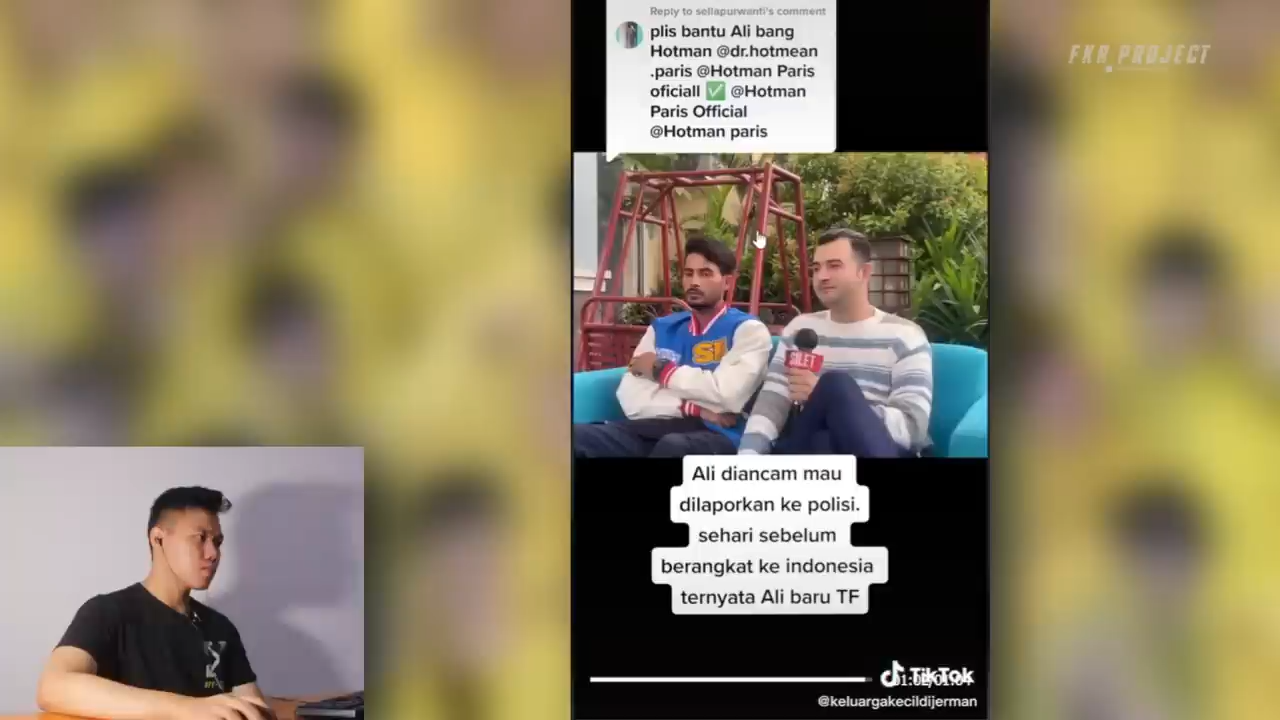 Reply to sellapurwanti's comment
plis bantu Ali bang
Hotman @dr.hotmean
.paris @Hotman Paris
oficiall ✅ @Hotman
Paris Official
@Hotman paris
FKR PROJECT
SILET
Ali diancam mau
dilaporkan ke polisi.
sehari sebelum
berangkat ke indonesia
ternyata Ali baru TF
TikTok
@keluargakecildijerman